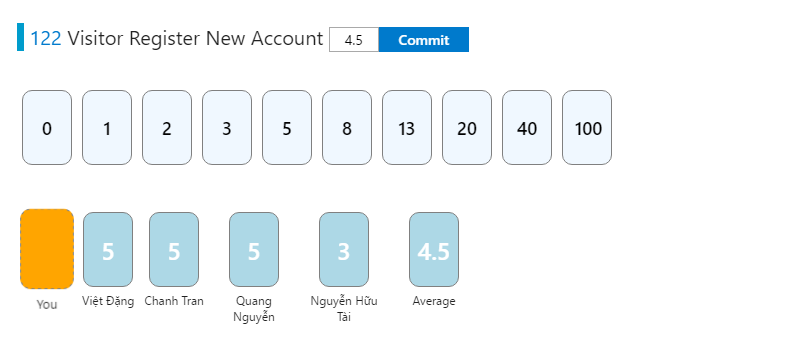 122 Visitor Register New Account 4.5 Commit
0 1 2 3 5 8 13 20 40 100
5 5 5 3 4.5
You Việt Đặng Chanh Tran Quang Nguyễn Nguyễn Hữu Tài Average